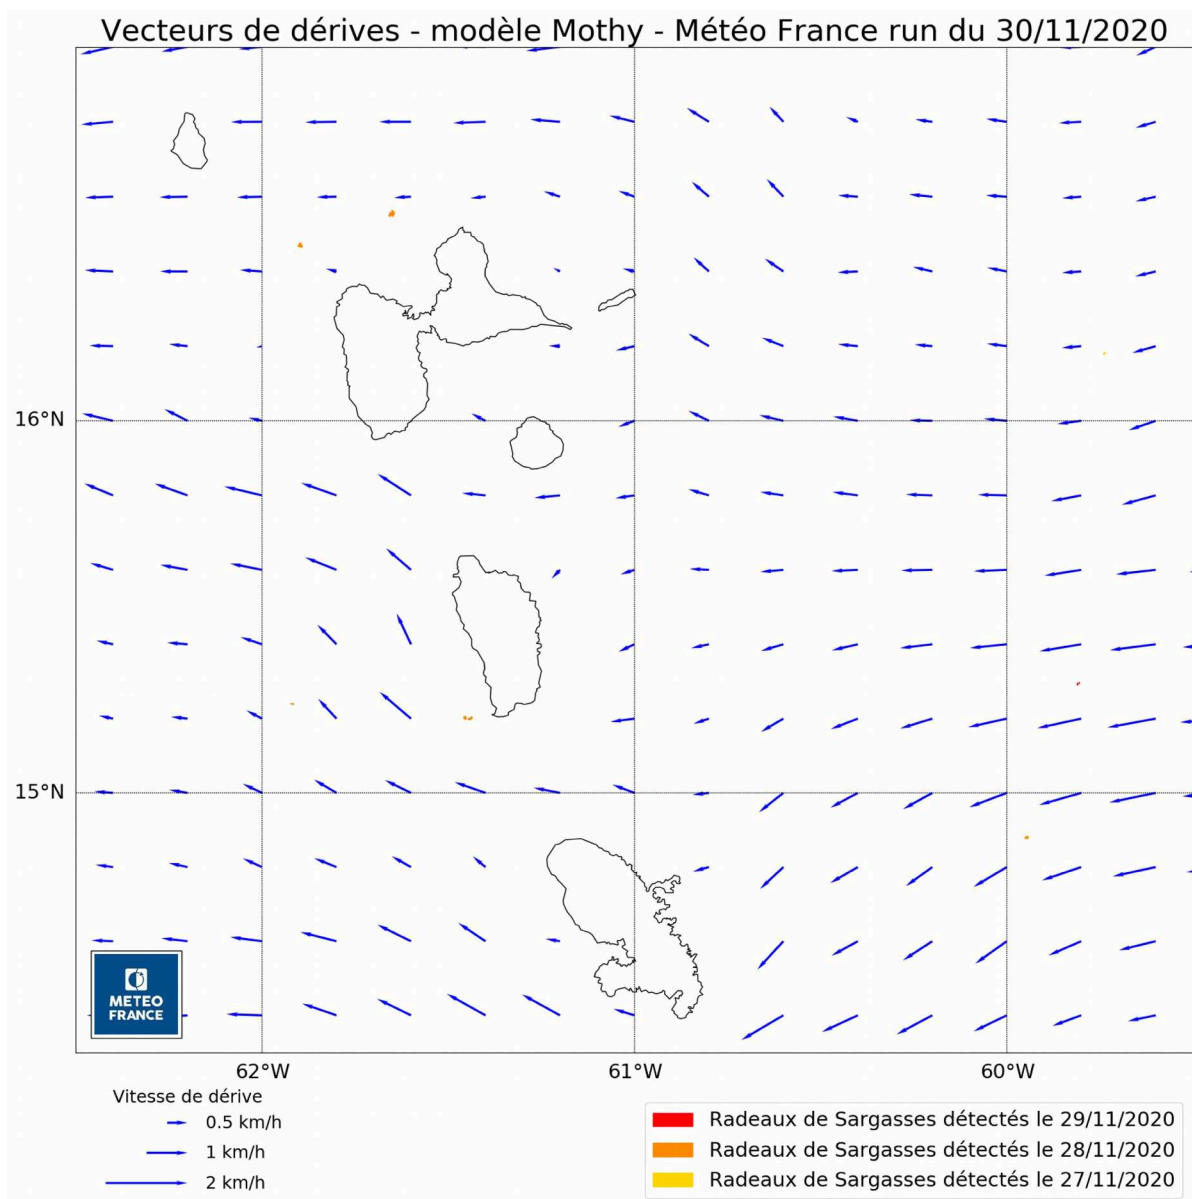 Vecteurs de dérives - modèle Mothy - Météo France run du 30/11/2020
16°N
15°N
METEO
FRANCE
62°W
61°W
60°W
Vitesse de dérive
0.5 km/h
1 km/h
2 km/h
Radeaux de Sargasses détectés le 29/11/2020
Radeaux de Sargasses détectés le 28/11/2020
Radeaux de Sargasses détectés le 27/11/2020